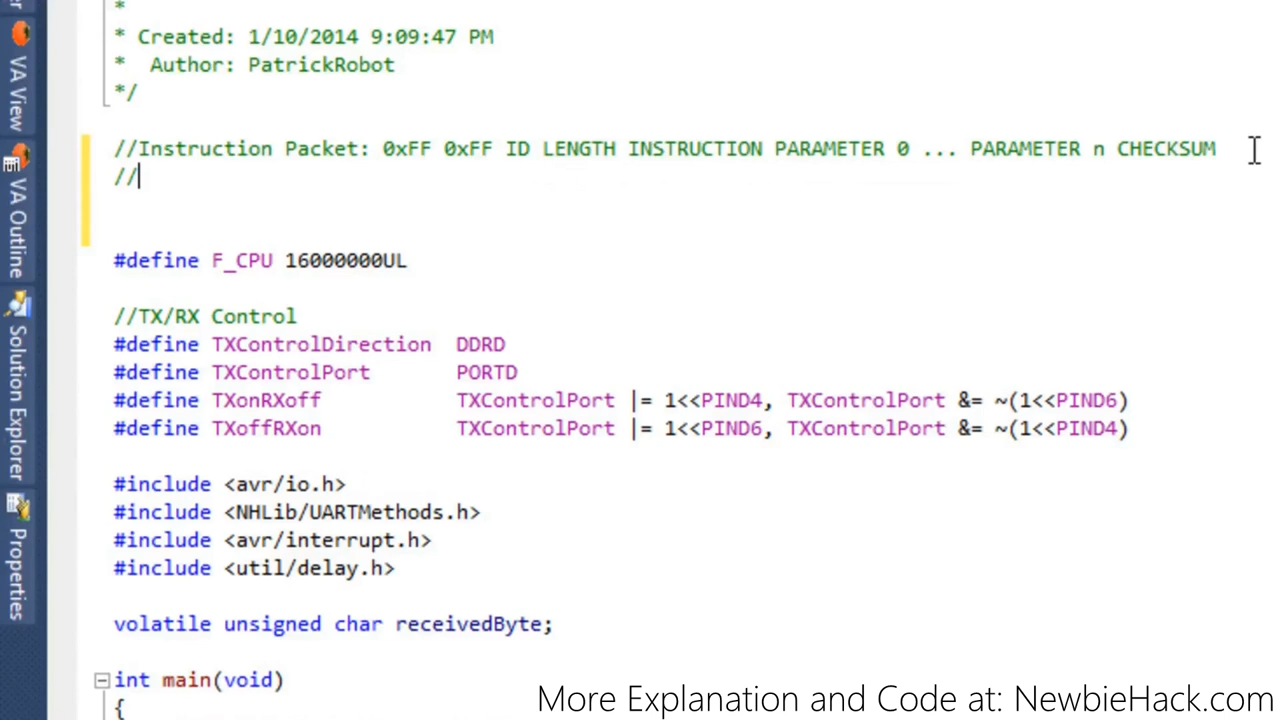 *
* Created: 1/10/2014 9:09:47 PM
*  Author: PatrickRobot
*/
//Instruction Packet: 0xFF 0xFF ID LENGTH INSTRUCTION PARAMETER 0 ... PARAMETER n CHECKSUM
//
#define F_CPU 16000000UL
//TX/RX Control
#define TXControlDirection  DDRD
#define TXControlPort       PORTD
#define TXonRXoff           TXControlPort |= 1<<PIND4, TXControlPort &= ~(1<<PIND6)
#define TXoffRXon           TXControlPort |= 1<<PIND6, TXControlPort &= ~(1<<PIND4)
#include <avr/io.h>
#include <NHLib/UARTMethods.h>
#include <avr/interrupt.h>
#include <util/delay.h>
volatile unsigned char receivedByte;
int main(void)
{
VA View
VA Outline
Solution Explorer
Properties
More Explanation and Code at: NewbieHack.com